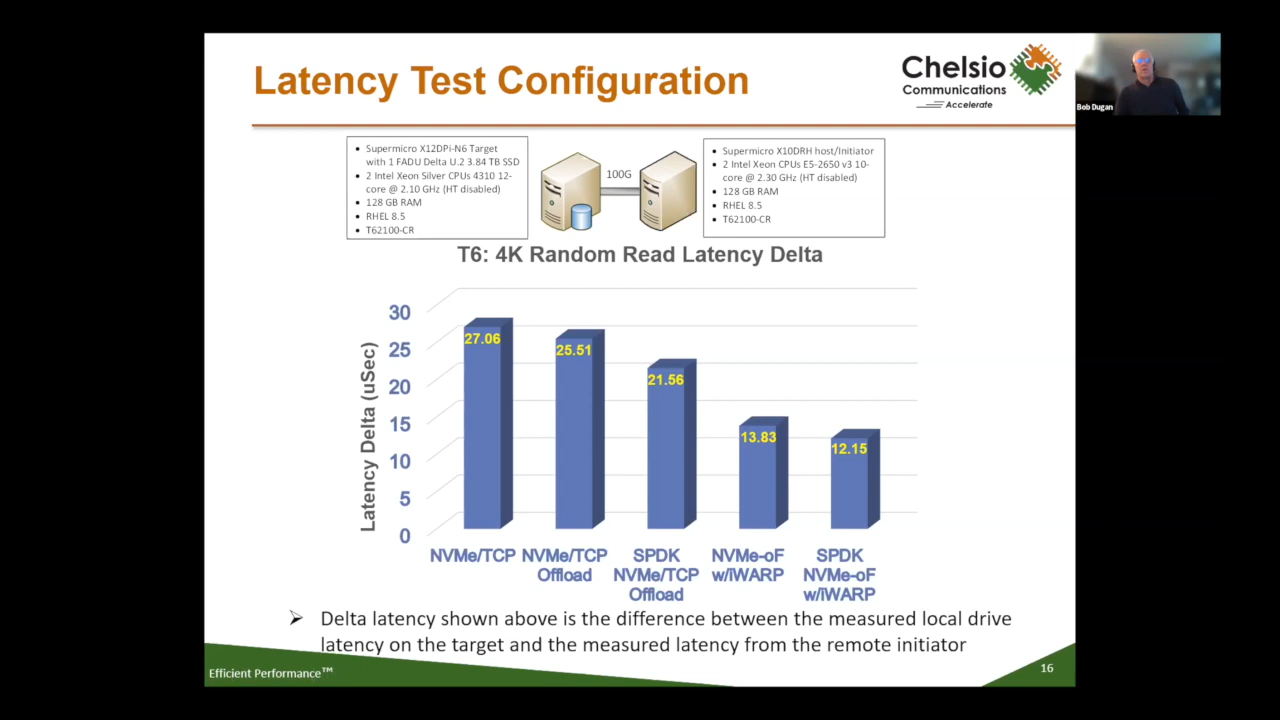 Latency Test Configuration
Chelsio
Communications
Accelerate
Bob Dugan
• Supermicro X12DPi-N6 Target
with 1 FADU Delta U.2 3.84 TB SSD
• 2 Intel Xeon Silver CPUs 4310 12-
core @ 2.10 GHz (HT disabled)
• 128 GB RAM
• RHEL 8.5
• T62100-CR
100G
• Supermicro X10DRH host/Initiator
• 2 Intel Xeon CPUs E5-2650 v3 10-
core @ 2.30 GHz (HT disabled)
• 128 GB RAM
• RHEL 8.5
• T62100-CR
T6: 4K Random Read Latency Delta
Latency Delta (uSec)
30
25
20
15
10
5
0
27.06
25.51
21.56
13.83
12.15
NVMe/TCP
NVMe/TCP
Offload
SPDK
NVMe/TCP
Offload
NVMe-oF
w/iWARP
SPDK
NVMe-oF
w/iWARP
➢ Delta latency shown above is the difference between the measured local drive
latency on the target and the measured latency from the remote initiator
Efficient Performance™
16